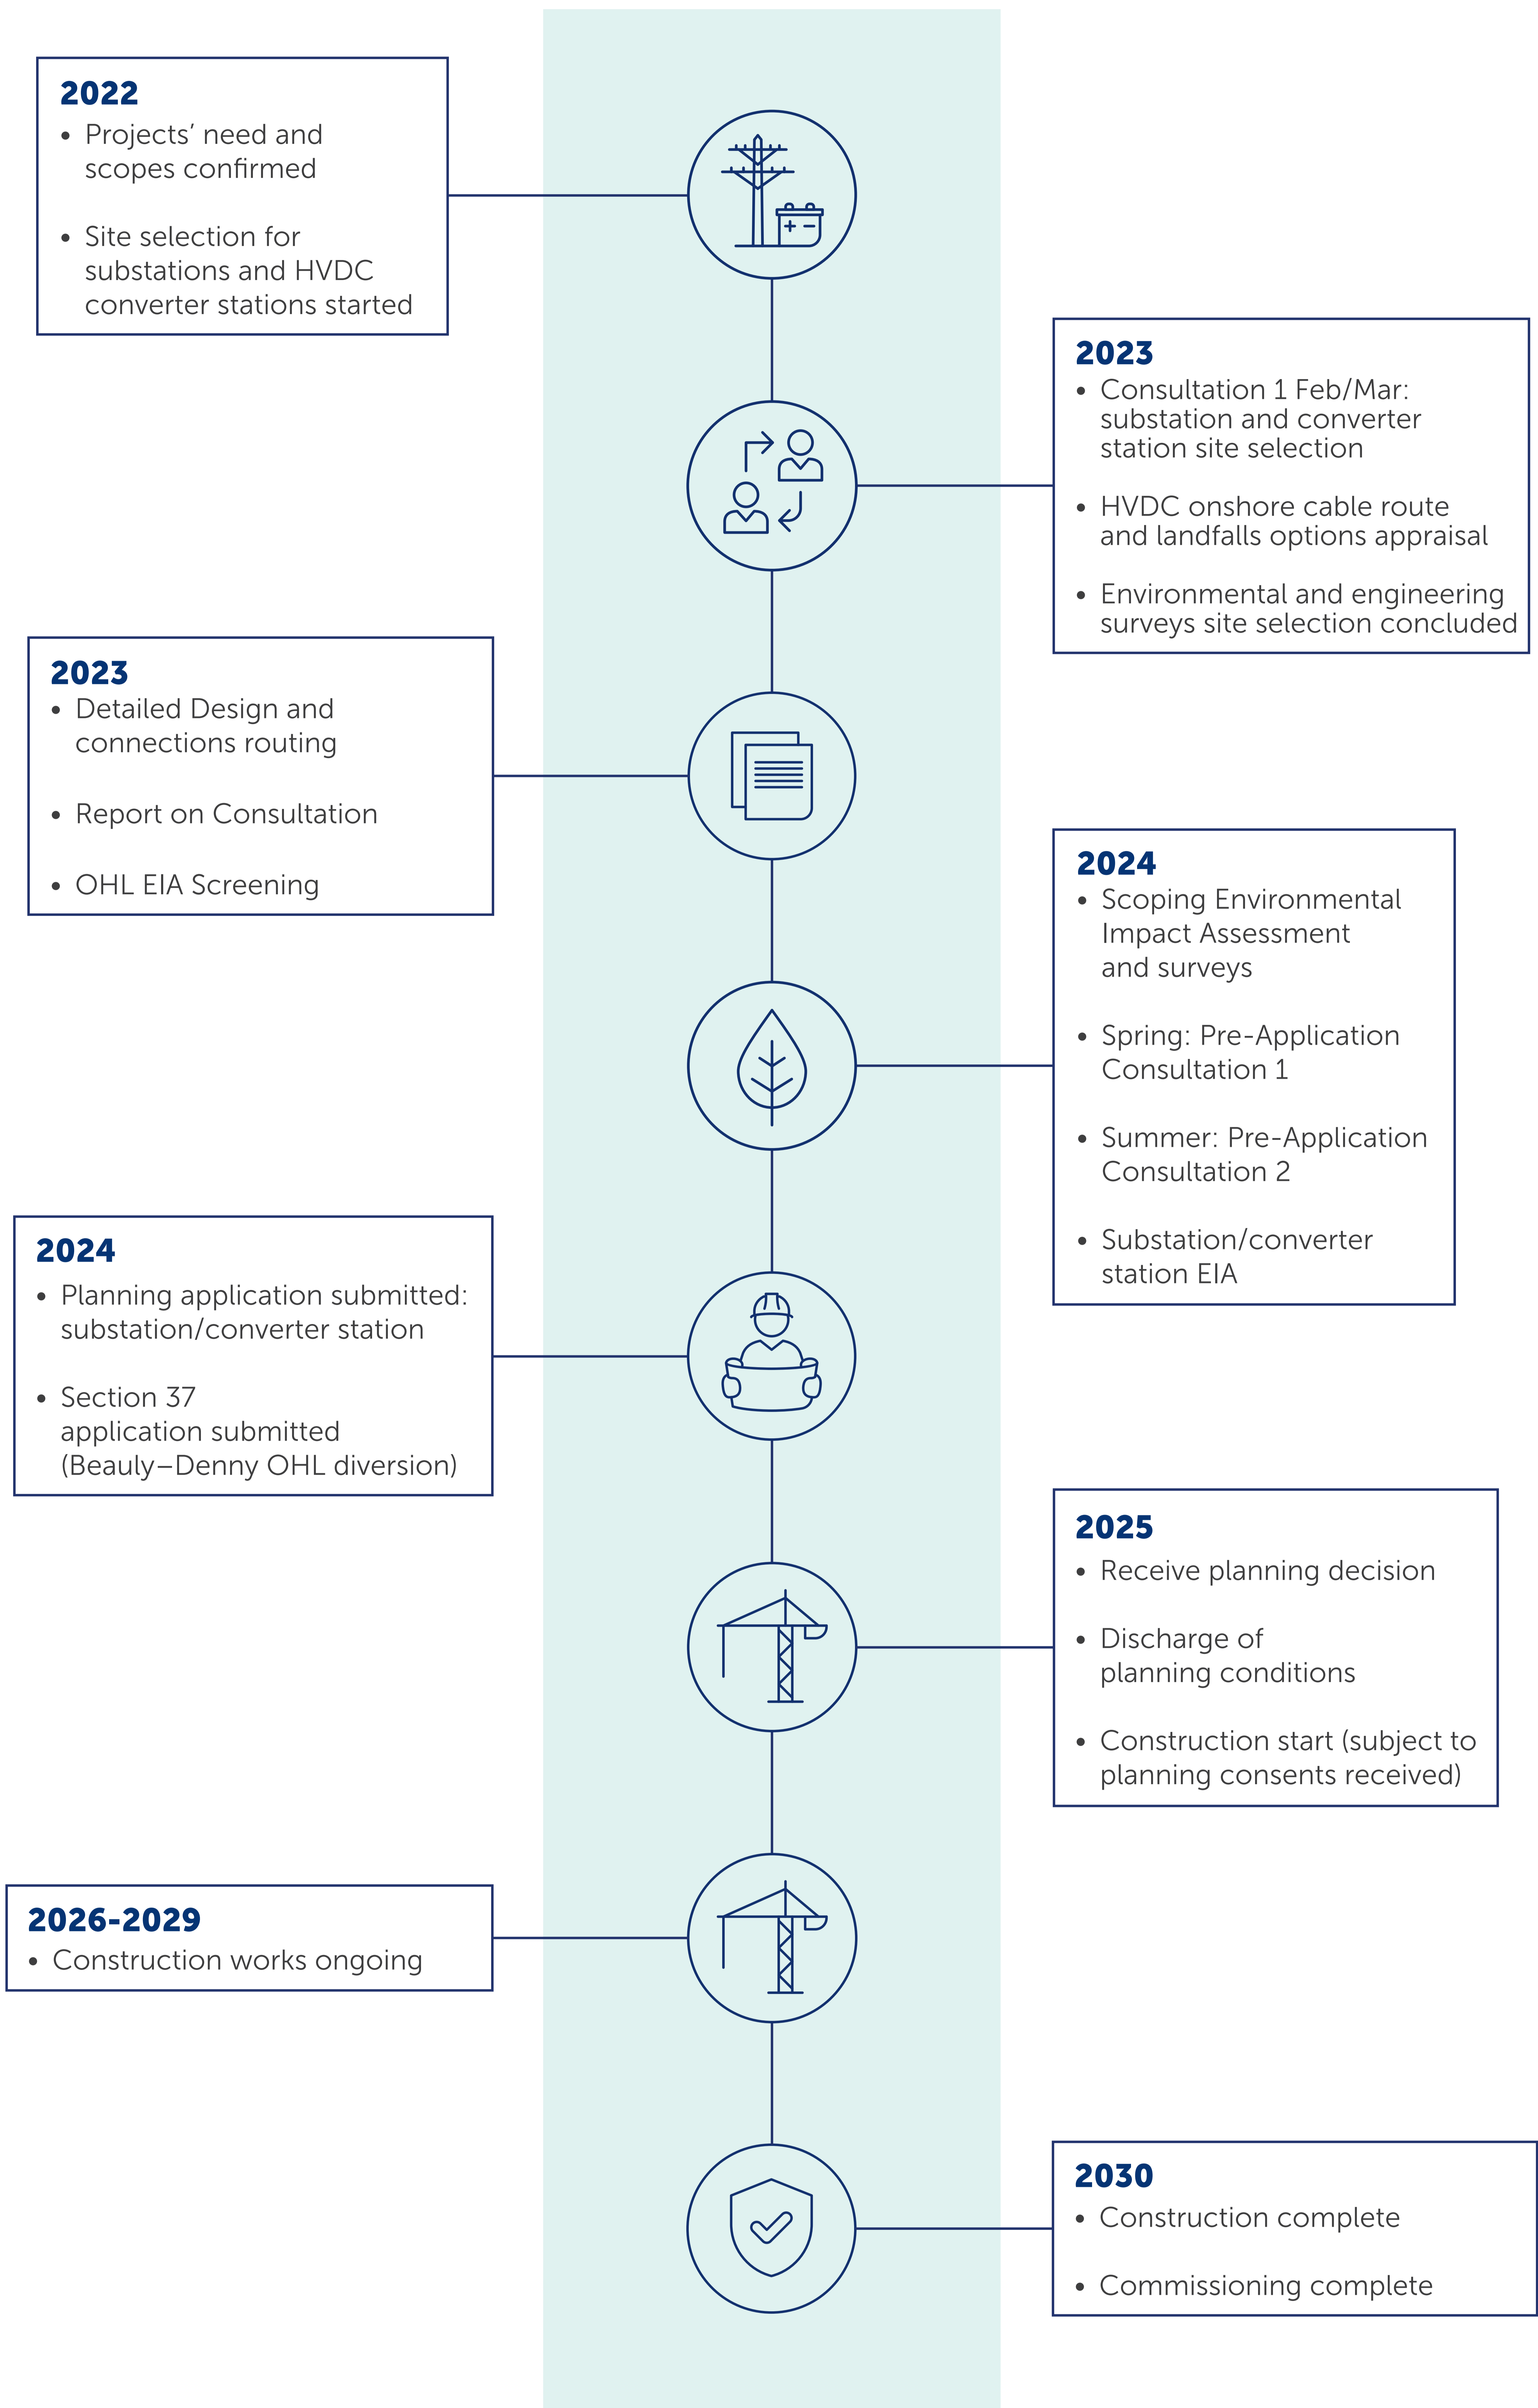 2022
• Projects’ need and
scopes confirmed
• Site selection for
substations and HVDC
converter stations started
2023
• Consultation 1 Feb/Mar:
substation and converter
station site selection
• HVDC onshore cable route
and landfalls options appraisal
• Environmental and engineering
surveys site selection concluded
2023
• Detailed Design and
connections routing
• Report on Consultation
• OHL EIA Screening
2024
• Scoping Environmental
Impact Assessment
and surveys
• Spring: Pre-Application
Consultation 1
• Summer: Pre-Application
Consultation 2
• Substation/converter
station EIA
2024
• Planning application submitted:
substation/converter station
• Section 37
application submitted
(Beauly–Denny OHL diversion)
2025
• Receive planning decision
• Discharge of
planning conditions
• Construction start (subject to
planning consents received)
2026-2029
• Construction works ongoing
2030
• Construction complete
• Commissioning complete